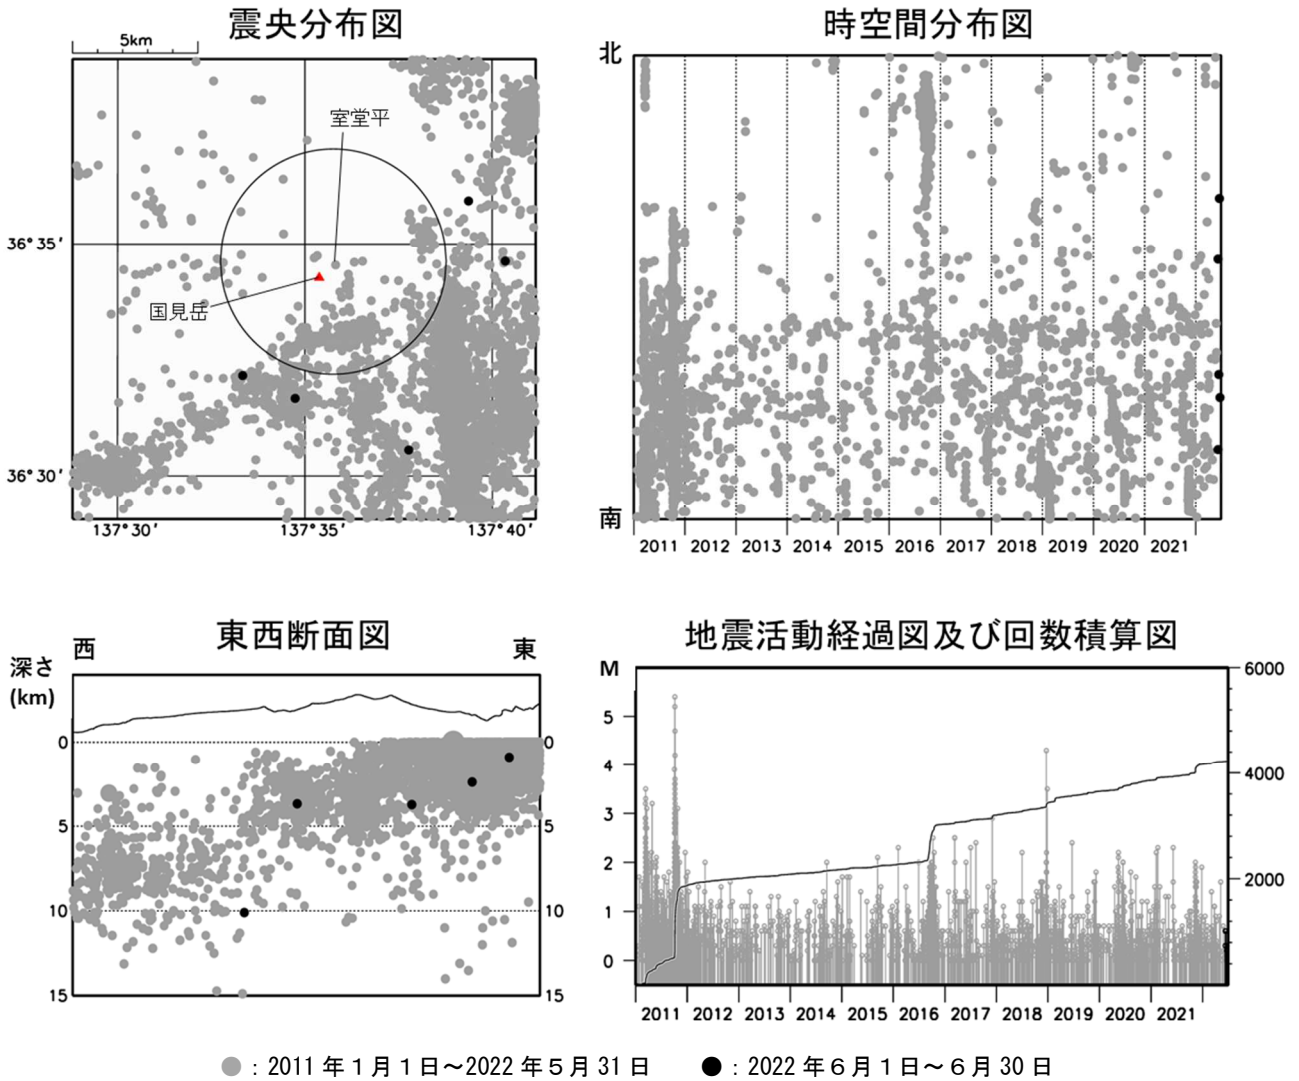 震央分布図
5km
室堂平
国見岳
36°35′
36°30′
137°30′
137°35′
137°40′
時空間分布図
北
南
2011 2012 2013 2014 2015 2016 2017 2018 2019 2020 2021
東西断面図
西
東
深さ
(km)
0
0
5
5
10
10
15
15
地震活動経過図及び回数積算図
M
6000
5
4
4000
3
2
2000
1
0
2011 2012 2013 2014 2015 2016 2017 2018 2019 2020 2021
：2011年1月1日～2022年5月31日
：2022年6月1日～6月30日